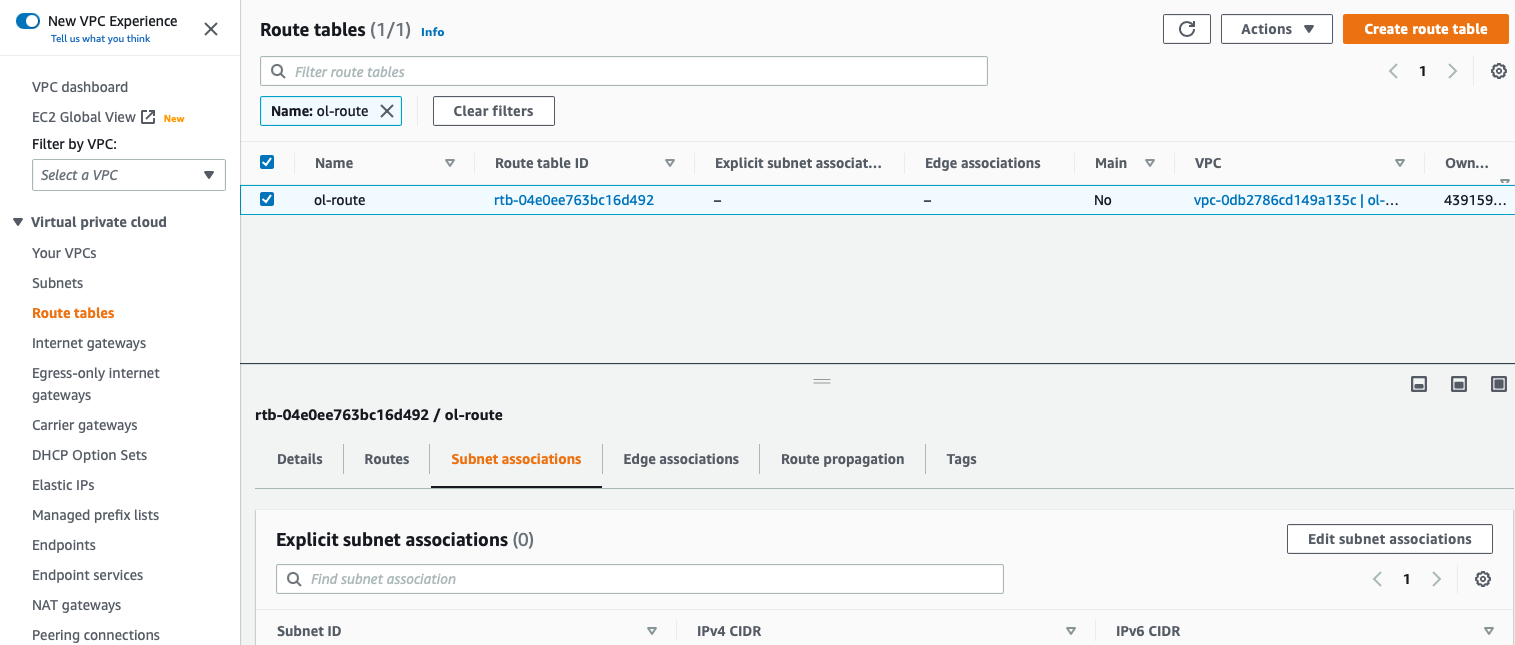 New VPC Experience
Tell us what you think
VPC dashboard
EC2 Global View New
Filter by VPC:
Select a VPC
Virtual private cloud
Your VPCs
Subnets
Route tables
Internet gateways
Egress-only internet
gateways
Carrier gateways
DHCP Option Sets
Elastic IPs
Managed prefix lists
Endpoints
Endpoint services
NAT gateways
Peering connections
Route tables (1/1) Info
Actions
Create route table
Filter route tables
1
Name: ol-route
Clear filters
Name Route table ID Explicit subnet associat... Edge associations Main VPC Own...
ol-route rtb-04e0ee763bc16d492 – – No vpc-0db2786cd149a135c | ol-... 439159...
rtb-04e0ee763bc16d492 / ol-route
Details Routes Subnet associations Edge associations Route propagation Tags
Explicit subnet associations (0)
Edit subnet associations
Find subnet association
1
Subnet ID IPv4 CIDR IPv6 CIDR